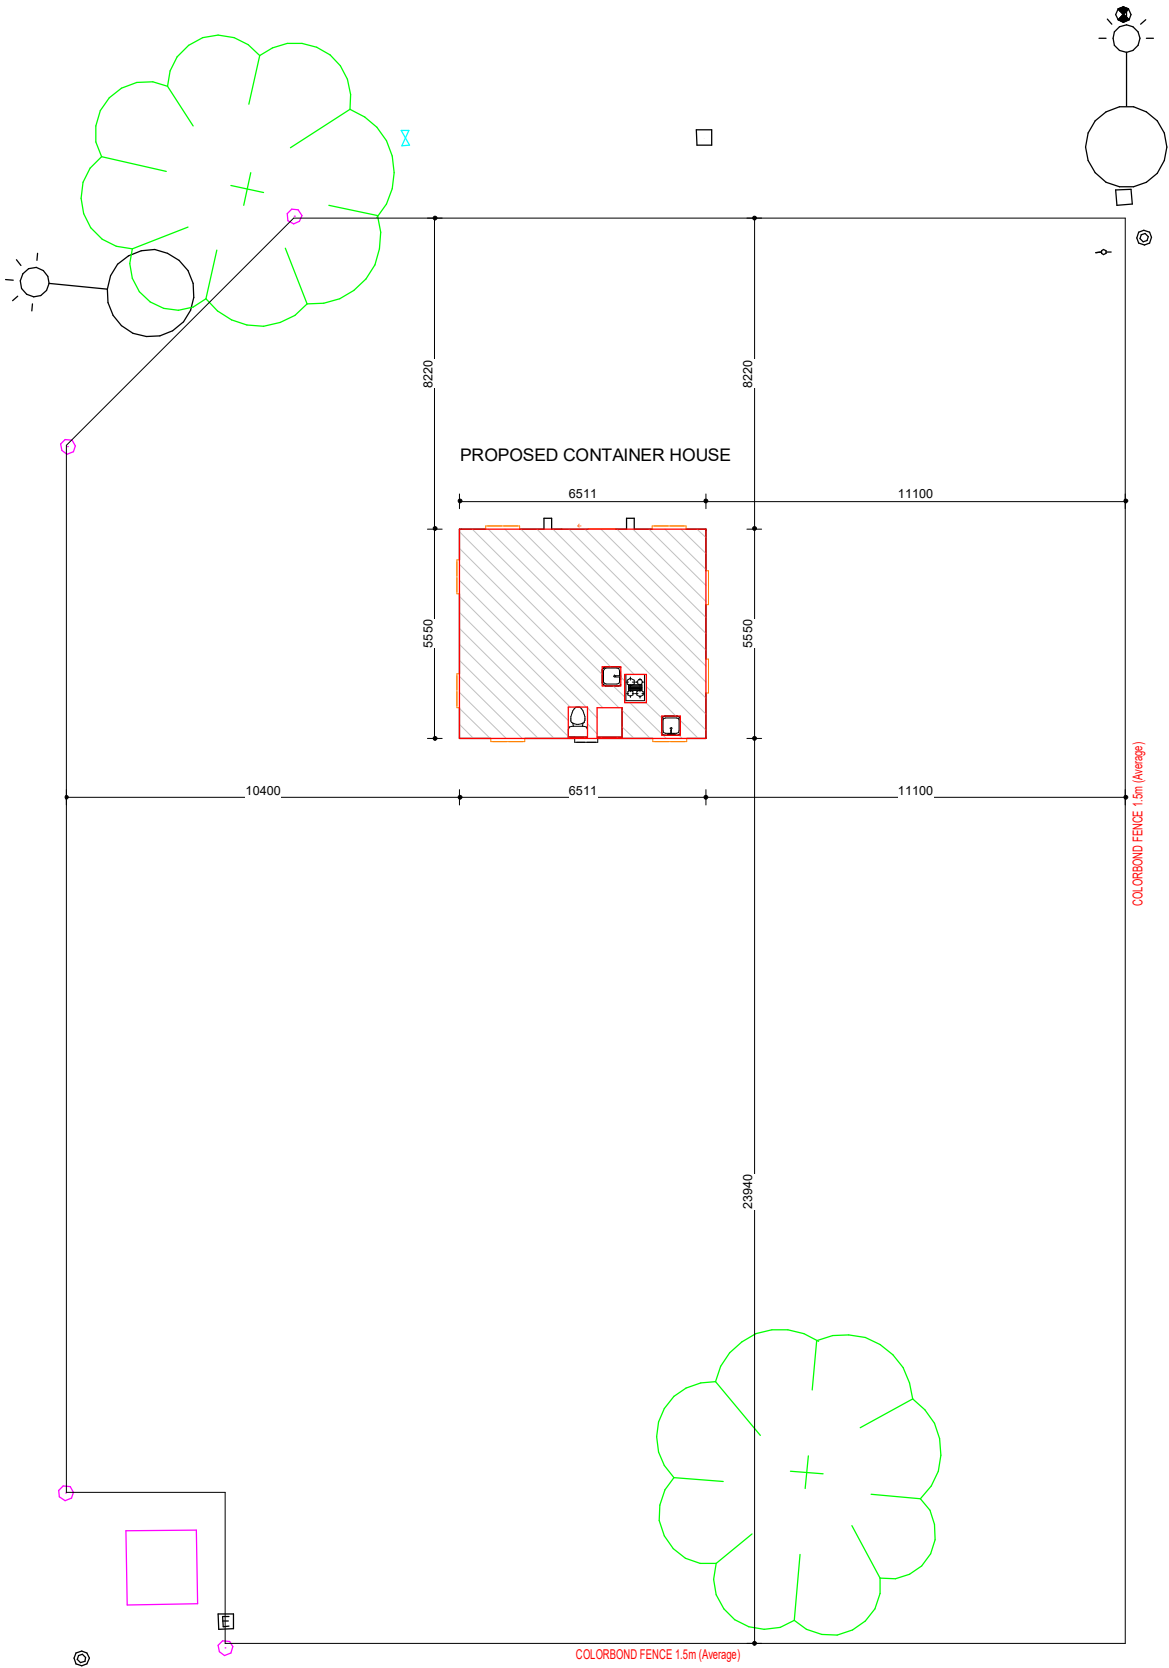 8220
8220
PROPOSED CONTAINER HOUSE
6511
11100
5550
5550
10400
6511
11100
COLORBOND FENCE 1.5m (Average)
23940
E
COLORBOND FENCE 1.5m (Average)